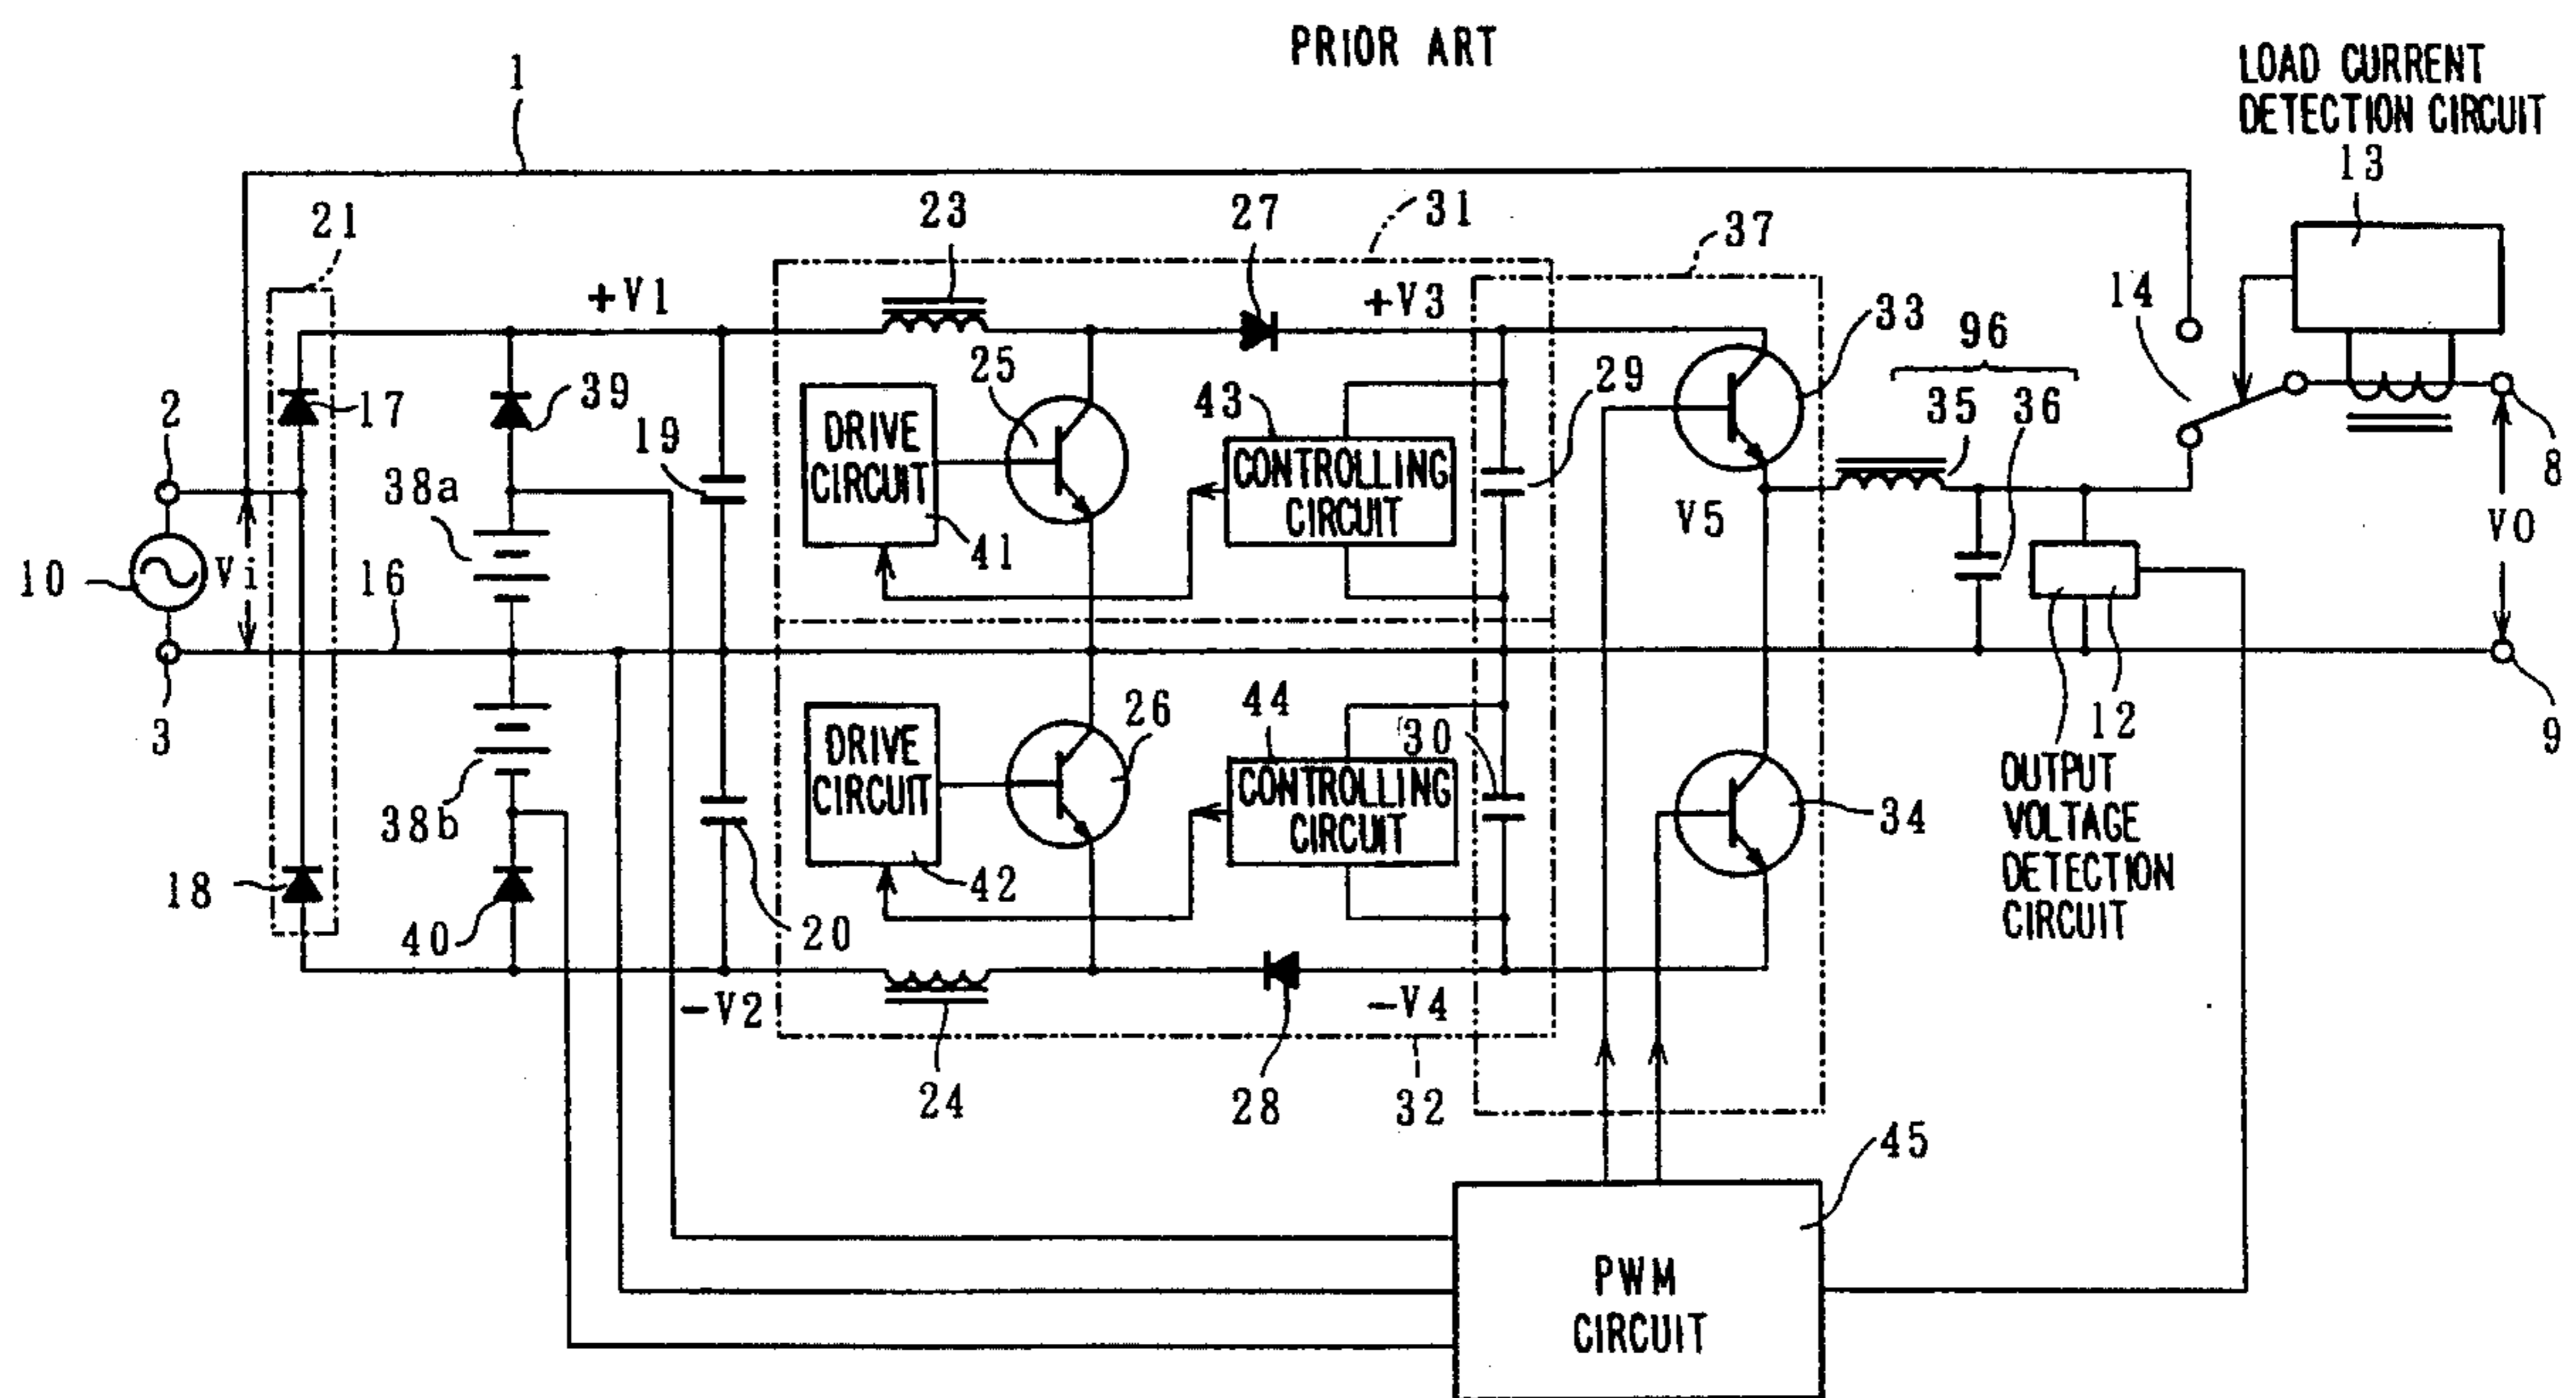 PRIOR ART
LOAD CURRENT
DETECTION CIRCUIT
13
1
21
23
27
31
37
+V1
+V3
14
33
96
35 36
25
29
2
17
39
19
DRIVE
CIRCUIT
41
43
CONTROLLING
CIRCUIT
V5
8
38a
10
Vi
16
VO
3
26
44
30
12
9
38b
DRIVE
CIRCUIT
42
CONTROLLING
CIRCUIT
34
OUTPUT
VOLTAGE
DETECTION
CIRCUIT
18
40
20
-V2
-V4
24
28
32
45
PWM
CIRCUIT